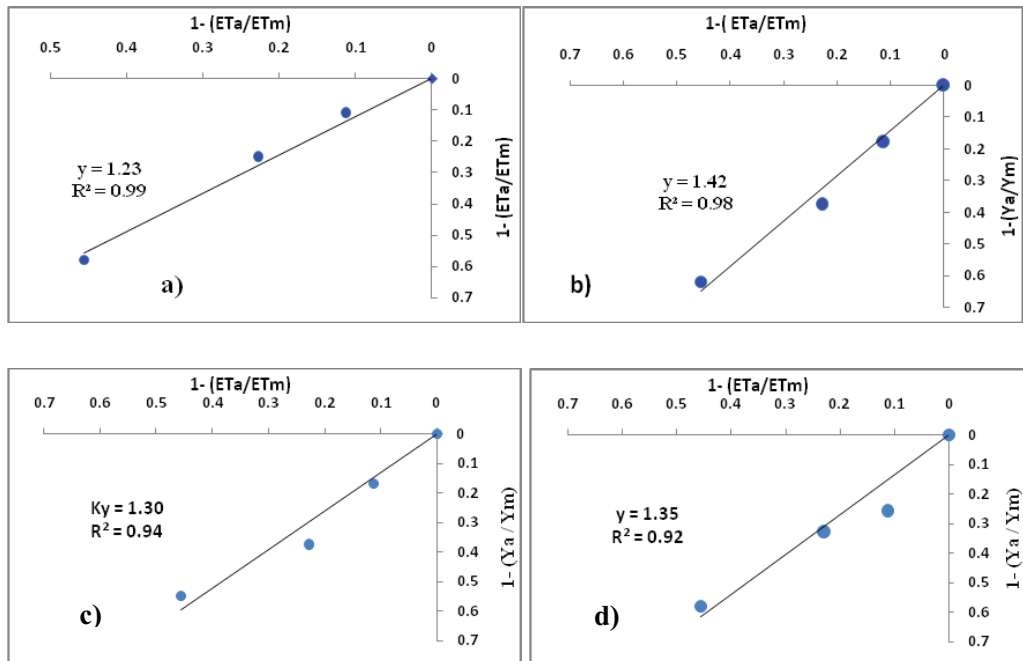 1- (ETa/ETm)
0.5 0.4 0.3 0.2 0.1 0
0
0.1
0.2
0.3
0.4
0.5
0.6
0.7
1- (ETa/ETm)
y = 1.23
R² = 0.99
a)
1-( ETa/ETm)
0.7 0.6 0.5 0.4 0.3 0.2 0.1 0
0
0.1
0.2
0.3
0.4
0.5
0.6
0.7
1-(Ya/Ym)
y = 1.42
R² = 0.98
b)
1- (ETa/ETm)
0.7 0.6 0.5 0.4 0.3 0.2 0.1 0
0
0.1
0.2
0.3
0.4
0.5
0.6
0.7
1- (Ya / Ym)
Ky = 1.30
R² = 0.94
c)
1- (ETa/ETm)
0.7 0.6 0.5 0.4 0.3 0.2 0.1 0
0
0.1
0.2
0.3
0.4
0.5
0.6
0.7
1- (Ya / Ym)
y = 1.35
R² = 0.92
d)